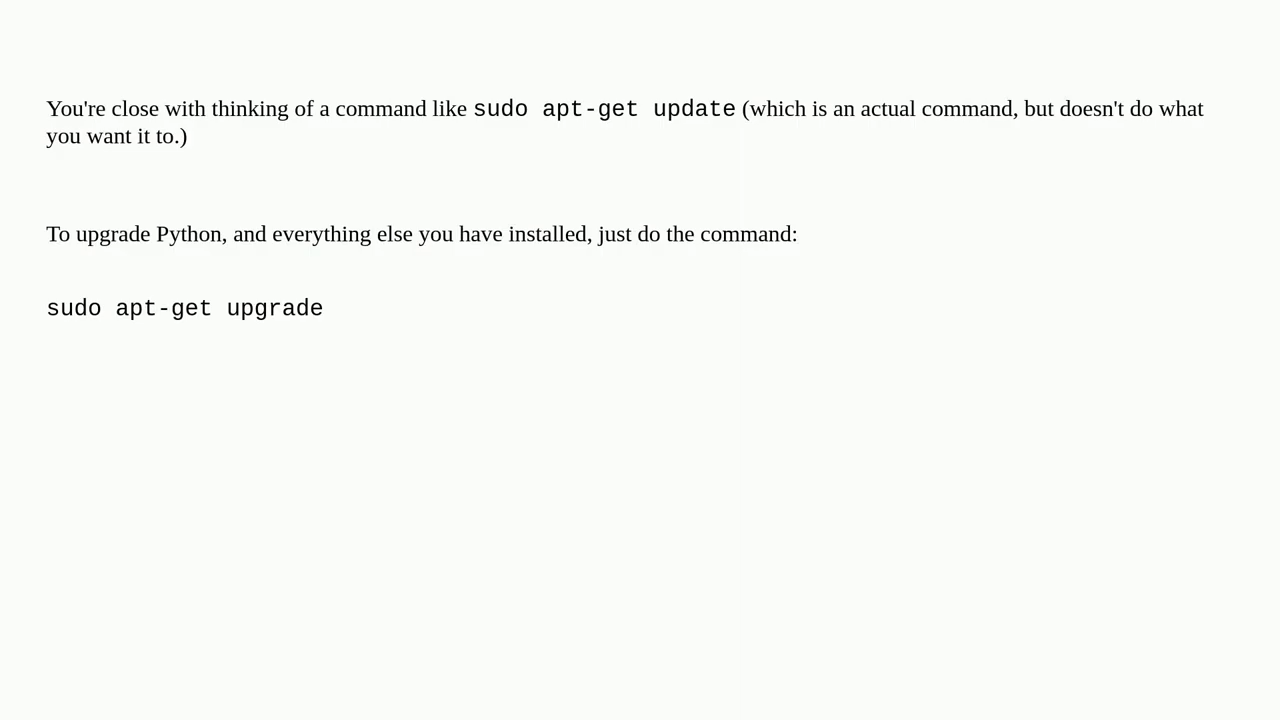 You're close with thinking of a command like sudo apt-get update (which is an actual command, but doesn't do what
you want it to.)
To upgrade Python, and everything else you have installed, just do the command:
sudo apt-get upgrade